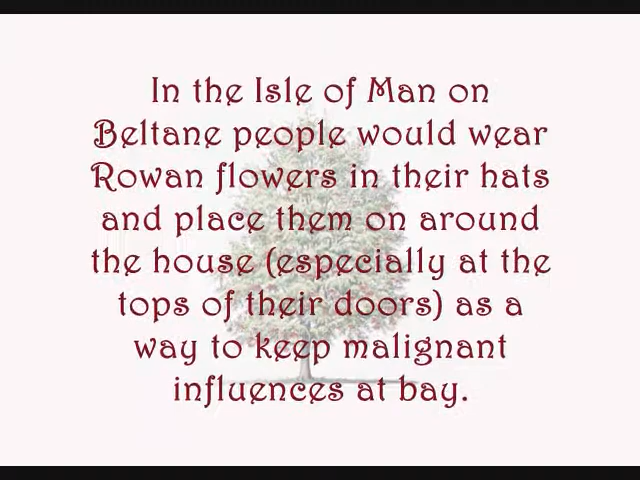 In the Isle of Man on
Beltane people would wear
Rowan flowers in their hats
and place them on around
the house (especially at the
tops of their doors) as a
way to keep malignant
influences at bay.